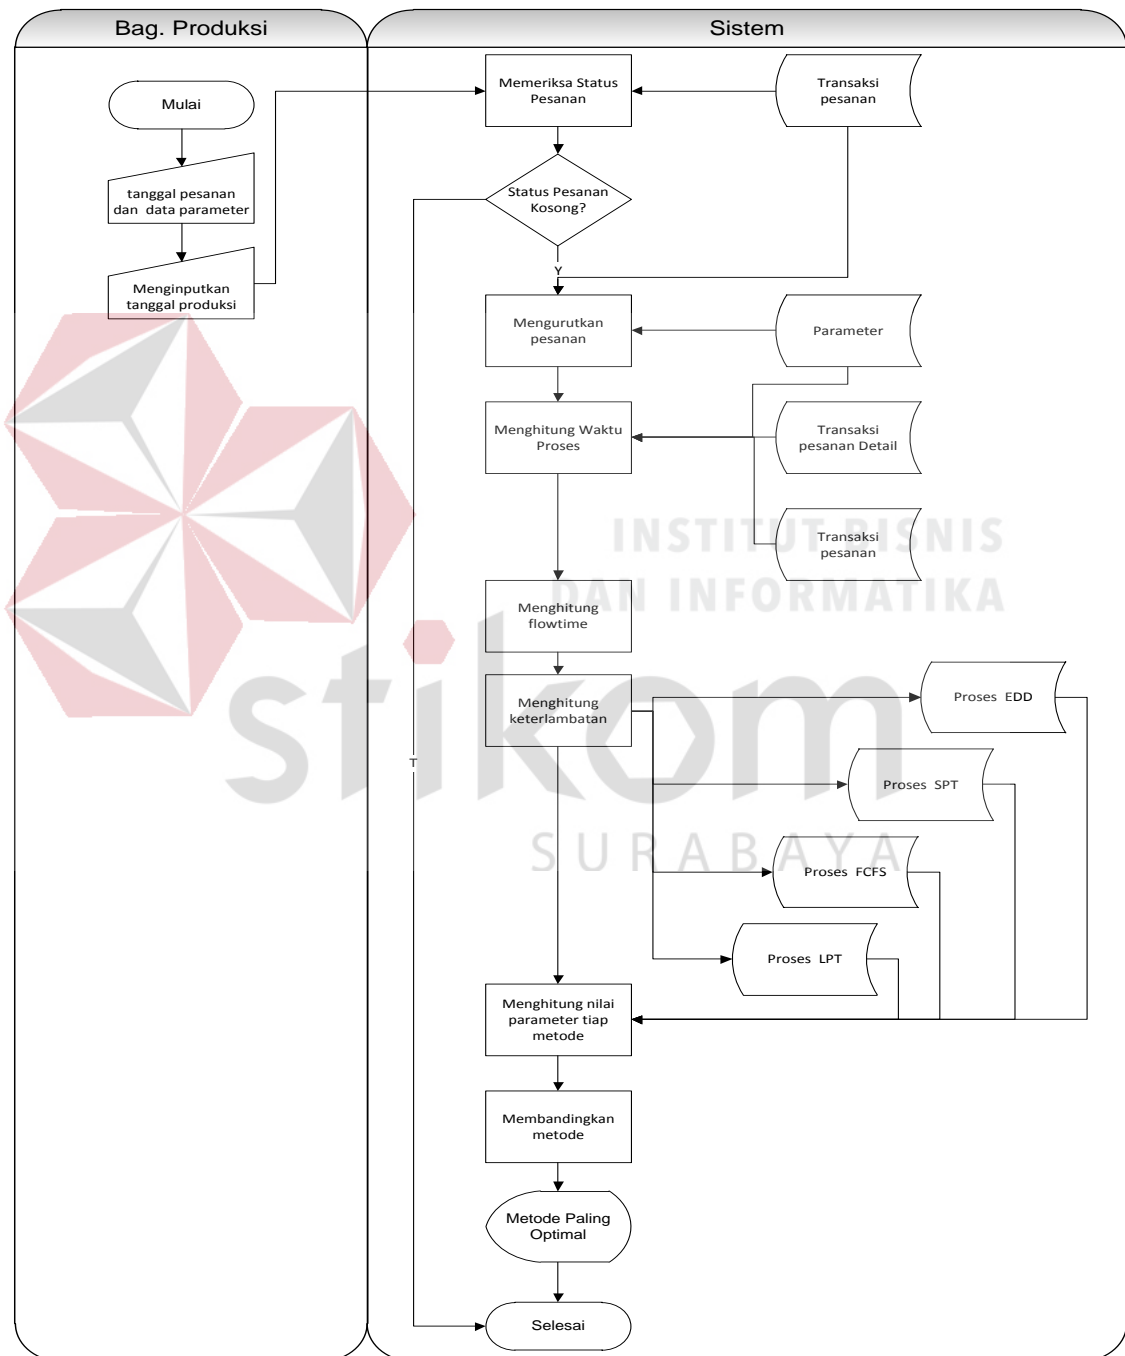 Bag. Produksi
Sistem
Mulai
tanggal pesanan
dan data parameter
Menginputkan
tanggal produksi
Memeriksa Status
Pesanan
Transaksi
pesanan
Status Pesanan
Kosong?
Y
T
Mengurutkan
pesanan
Parameter
Menghitung Waktu
Proses
Transaksi
pesanan Detail
Transaksi
pesanan
INSTITUT BISNIS
DAN INFORMATIKA
Menghitung
flowtime
Menghitung
keterlambatan
stikom
SURABAYA
Proses EDD
Proses SPT
Proses FCFS
Proses LPT
Menghitung nilai
parameter tiap
metode
Membandingkan
metode
Metode Paling
Optimal
Selesai